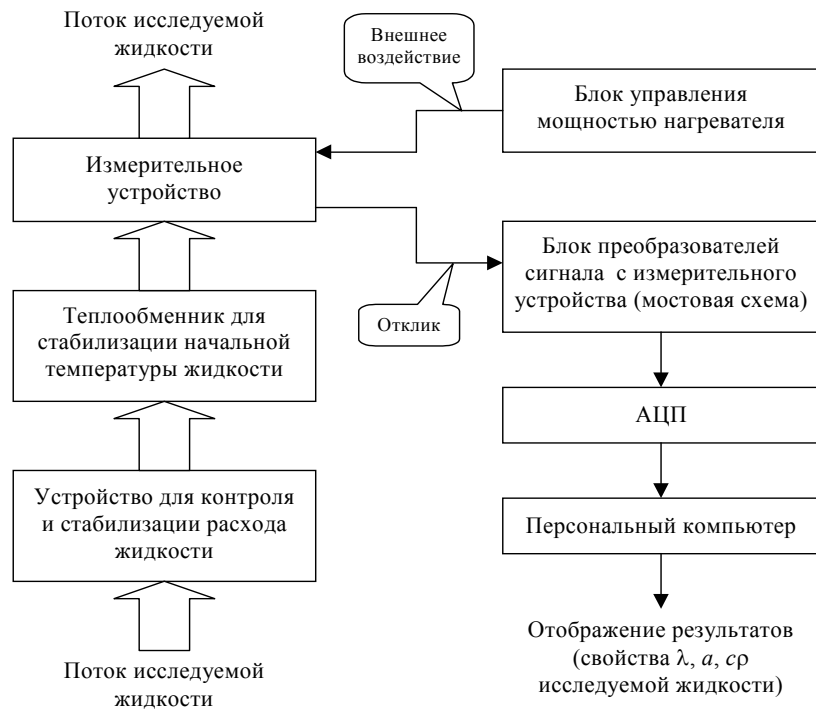 Поток исследуемой
жидкости
Внешнее
воздействие
Блок управления
мощностью нагревателя
Измерительное
устройство
Блок преобразователей
сигнала с измерительного
устройства (мостовая схема)
Отклик
Теплообменник для
стабилизации начальной
температуры жидкости
АЦП
Устройство для контроля
и стабилизации расхода
жидкости
Персональный компьютер
Отображение результатов
(свойства λ, a, cρ
исследуемой жидкости)
Поток исследуемой
жидкости